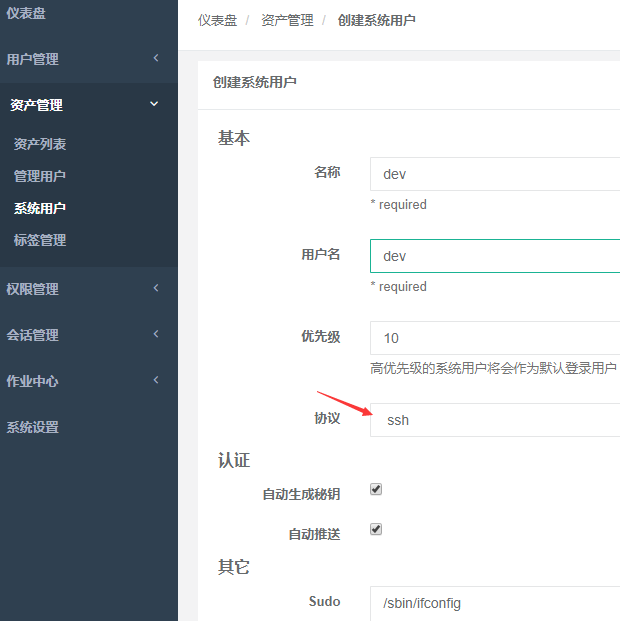 仪表盘
用户管理
资产管理
资产列表
管理用户
系统用户
标签管理
权限管理
会话管理
作业中心
系统设置
仪表盘 / 资产管理 / 创建系统用户
创建系统用户
基本
名称 dev
* required
用户名 dev
* required
优先级 10
高优先级的系统用户将会作为默认登录用户
协议 ssh
认证
自动生成秘钥
自动推送
其它
Sudo /sbin/ifconfig